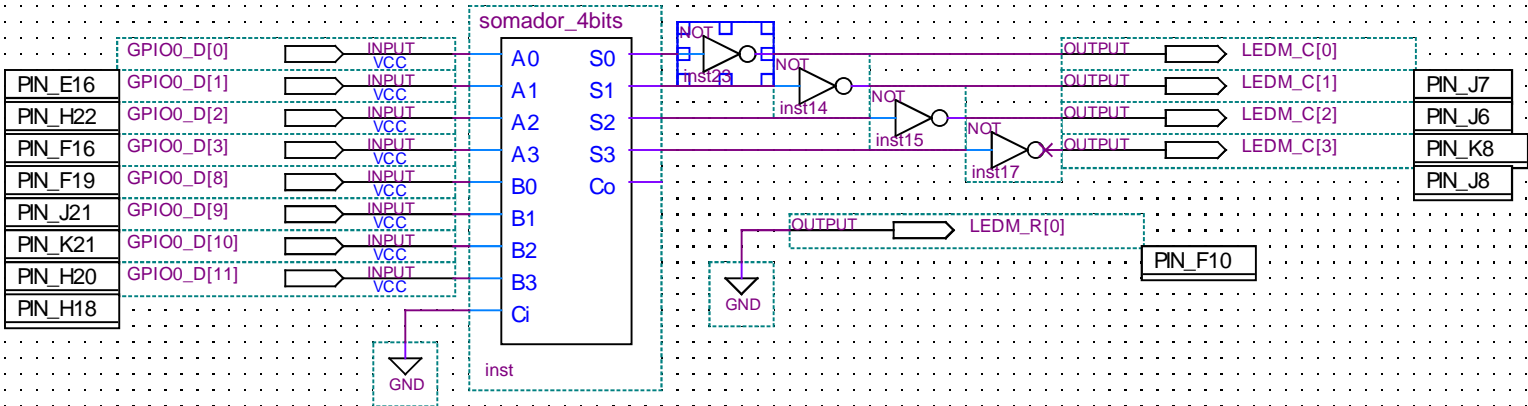 somador_4bits
GPIO0_D[0] INPUT VCC A0 S0 NOT inst23 OUTPUT LEDM_C[0]
PIN_E16 GPIO0_D[1] INPUT VCC A1 S1 NOT inst14 OUTPUT LEDM_C[1] PIN_J7
PIN_H22 GPIO0_D[2] INPUT VCC A2 S2 NOT inst15 OUTPUT LEDM_C[2] PIN_J6
PIN_F16 GPIO0_D[3] INPUT VCC A3 S3 NOT inst17 OUTPUT LEDM_C[3] PIN_K8
PIN_F19 GPIO0_D[8] INPUT VCC B0 Co PIN_J8
PIN_J21 GPIO0_D[9] INPUT VCC B1 OUTPUT LEDM_R[0]
PIN_K21 GPIO0_D[10] INPUT VCC B2 PIN_F10
PIN_H20 GPIO0_D[11] INPUT VCC B3
PIN_H18 Ci GND
GND inst